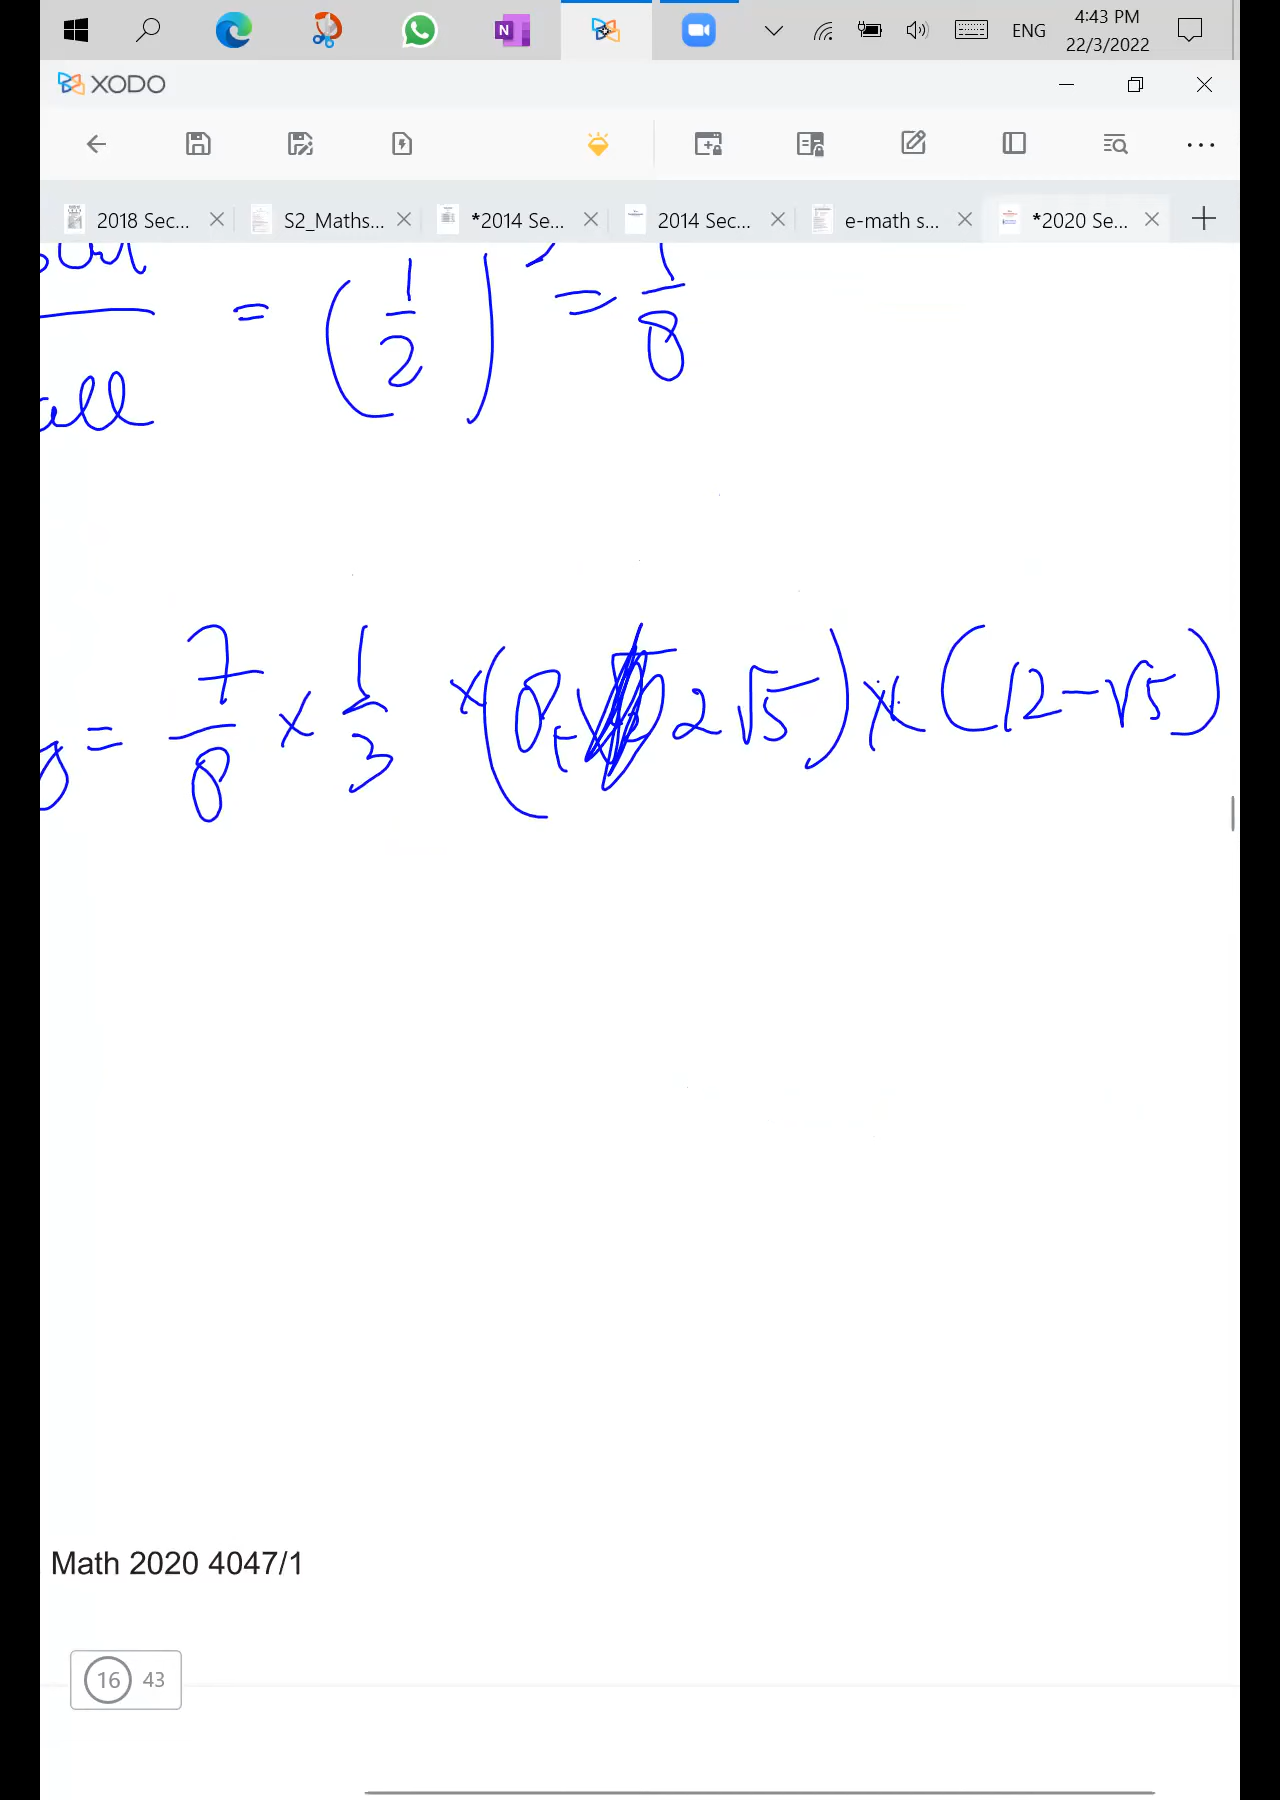 N
ENG
4:43 PM
22/3/2022
XODO
2018 Sec...
S2_Maths...
*2014 Se...
2014 Sec...
e-math s...
*2020 Se...
= (1/2) = 1/8
all
= 7/8 × 1/3 × (8+ 2√5) × (12-√5)
Math 2020 4047/1
16 43